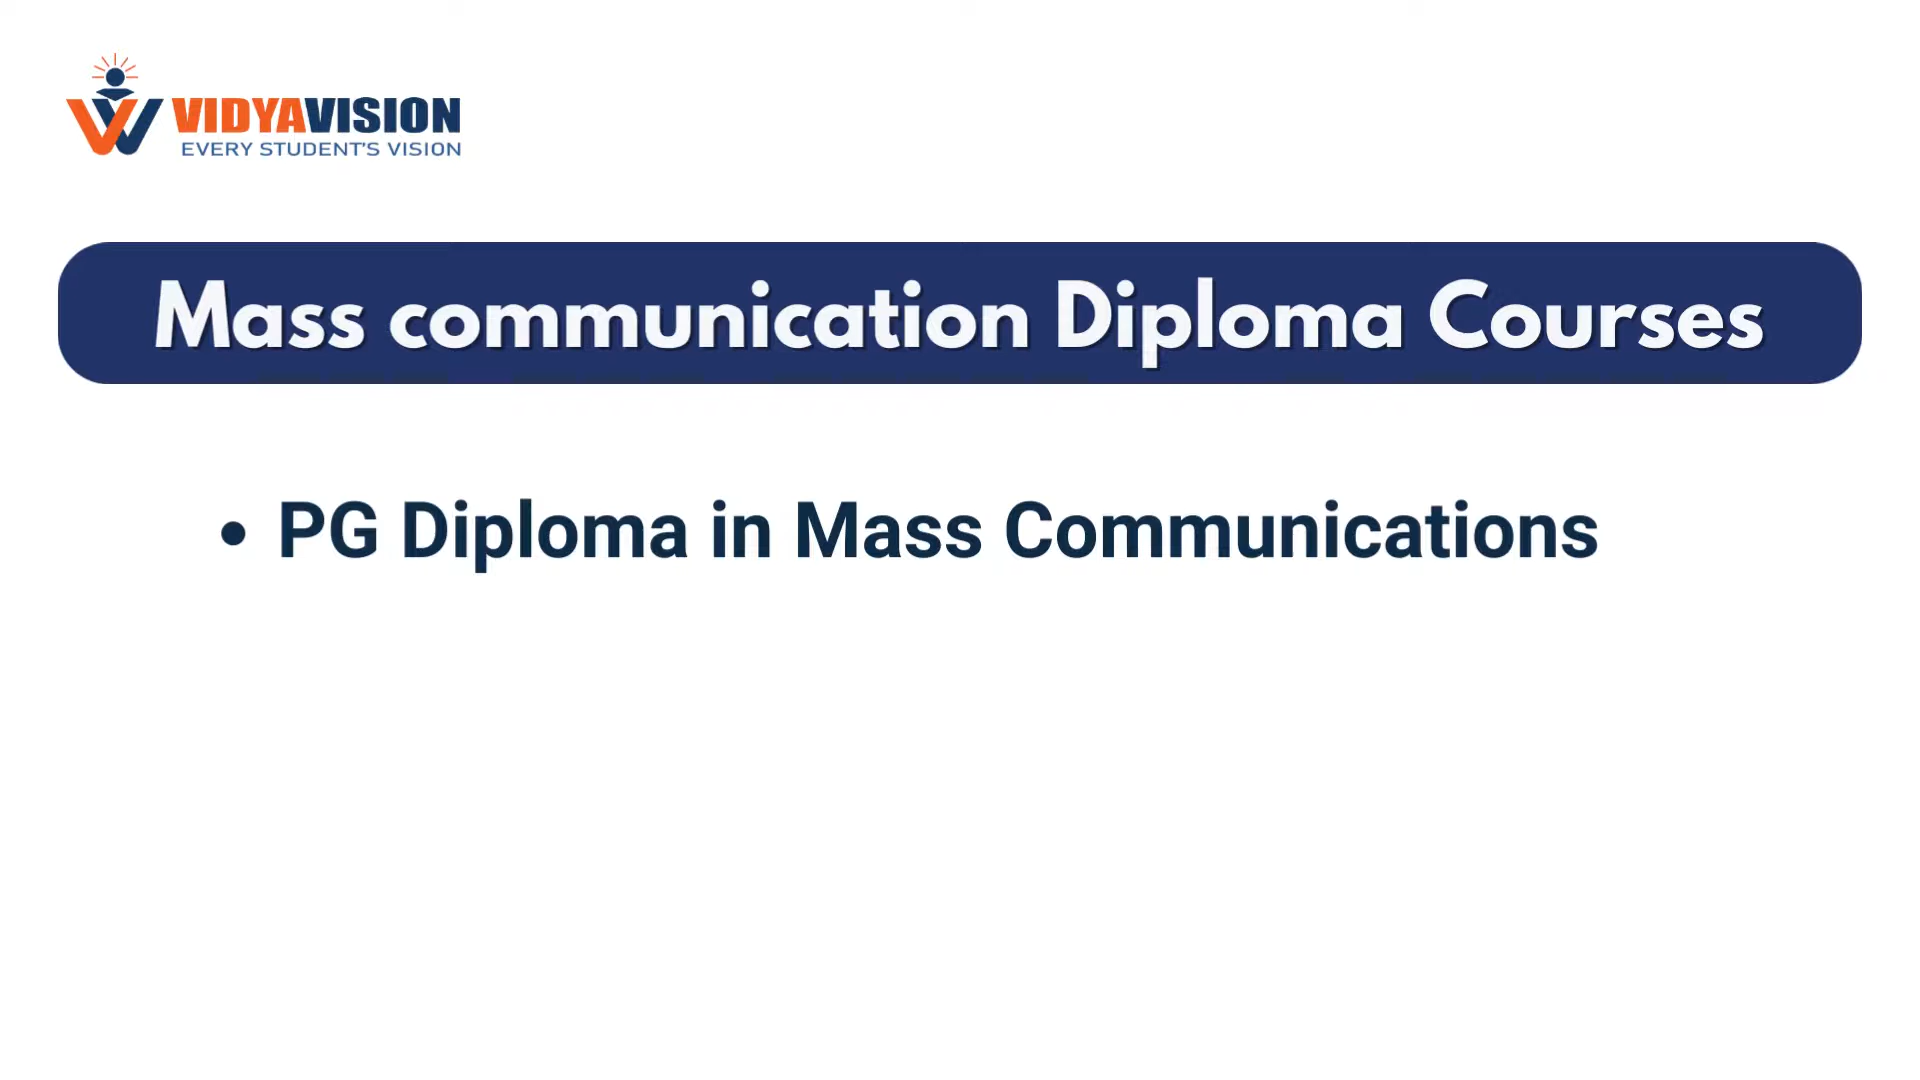 VIDYAVISION
EVERY STUDENT'S VISION
Mass communication Diploma Courses
• PG Diploma in Mass Communications